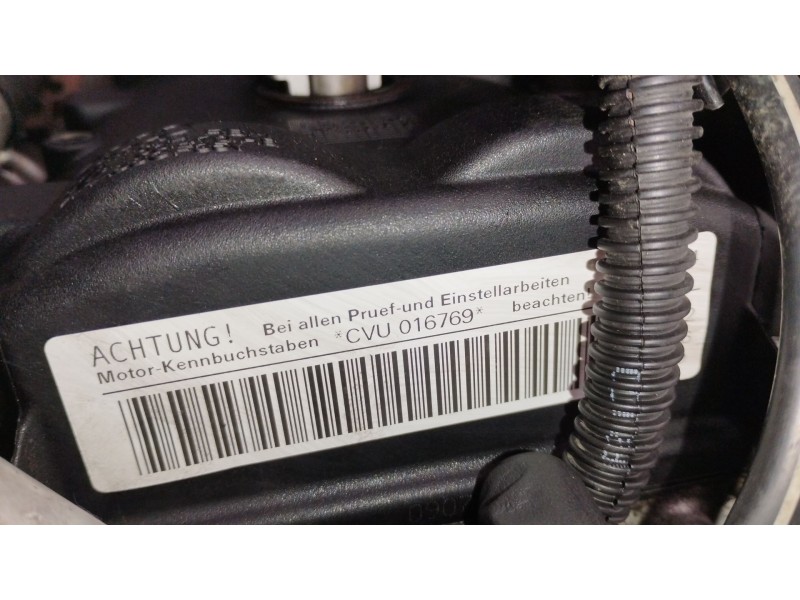 ACHTUNG! Bei allen Pruef-und Einstellarbeiten
Motor-Kennbuchstaben *CVU 016769* beachten